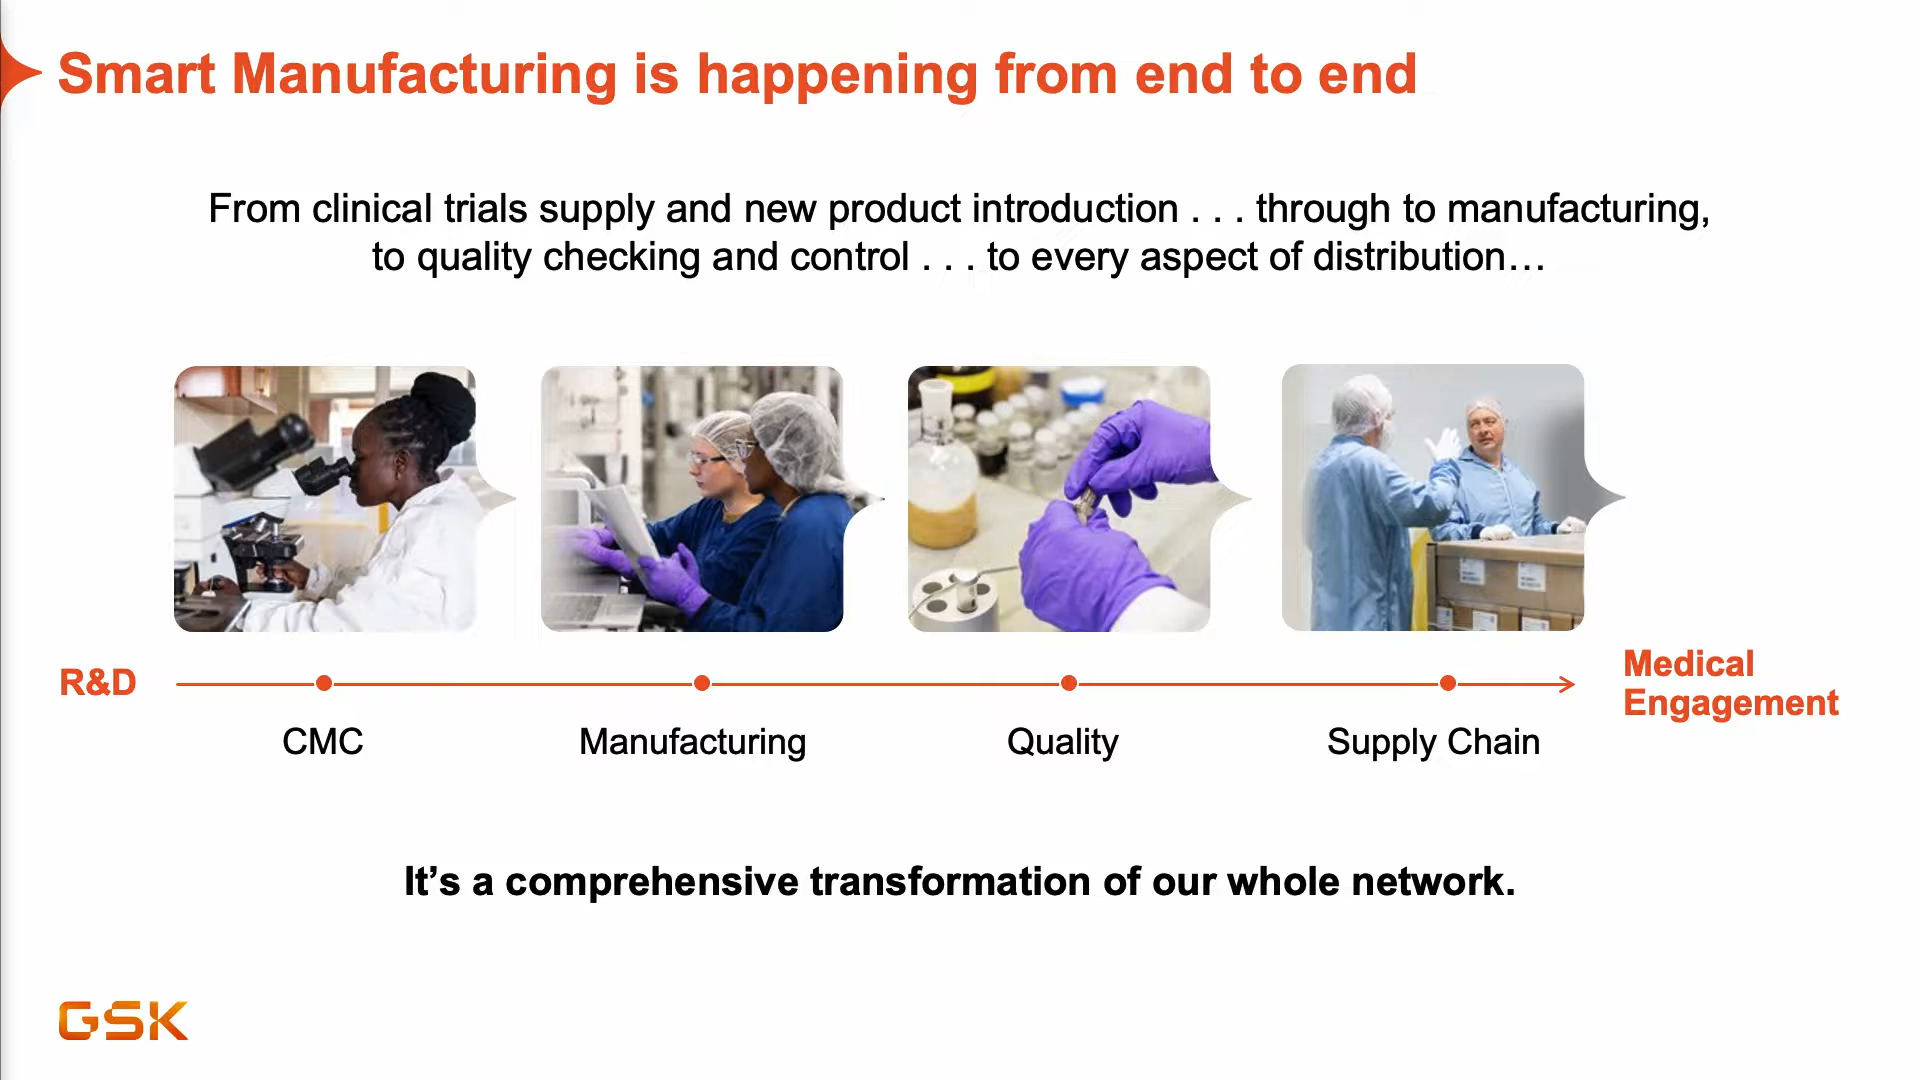 Smart Manufacturing is happening from end to end
From clinical trials supply and new product introduction . . . through to manufacturing,
to quality checking and control . . . to every aspect of distribution…
R&D
Medical
Engagement
CMC
Manufacturing
Quality
Supply Chain
It’s a comprehensive transformation of our whole network.
GSK